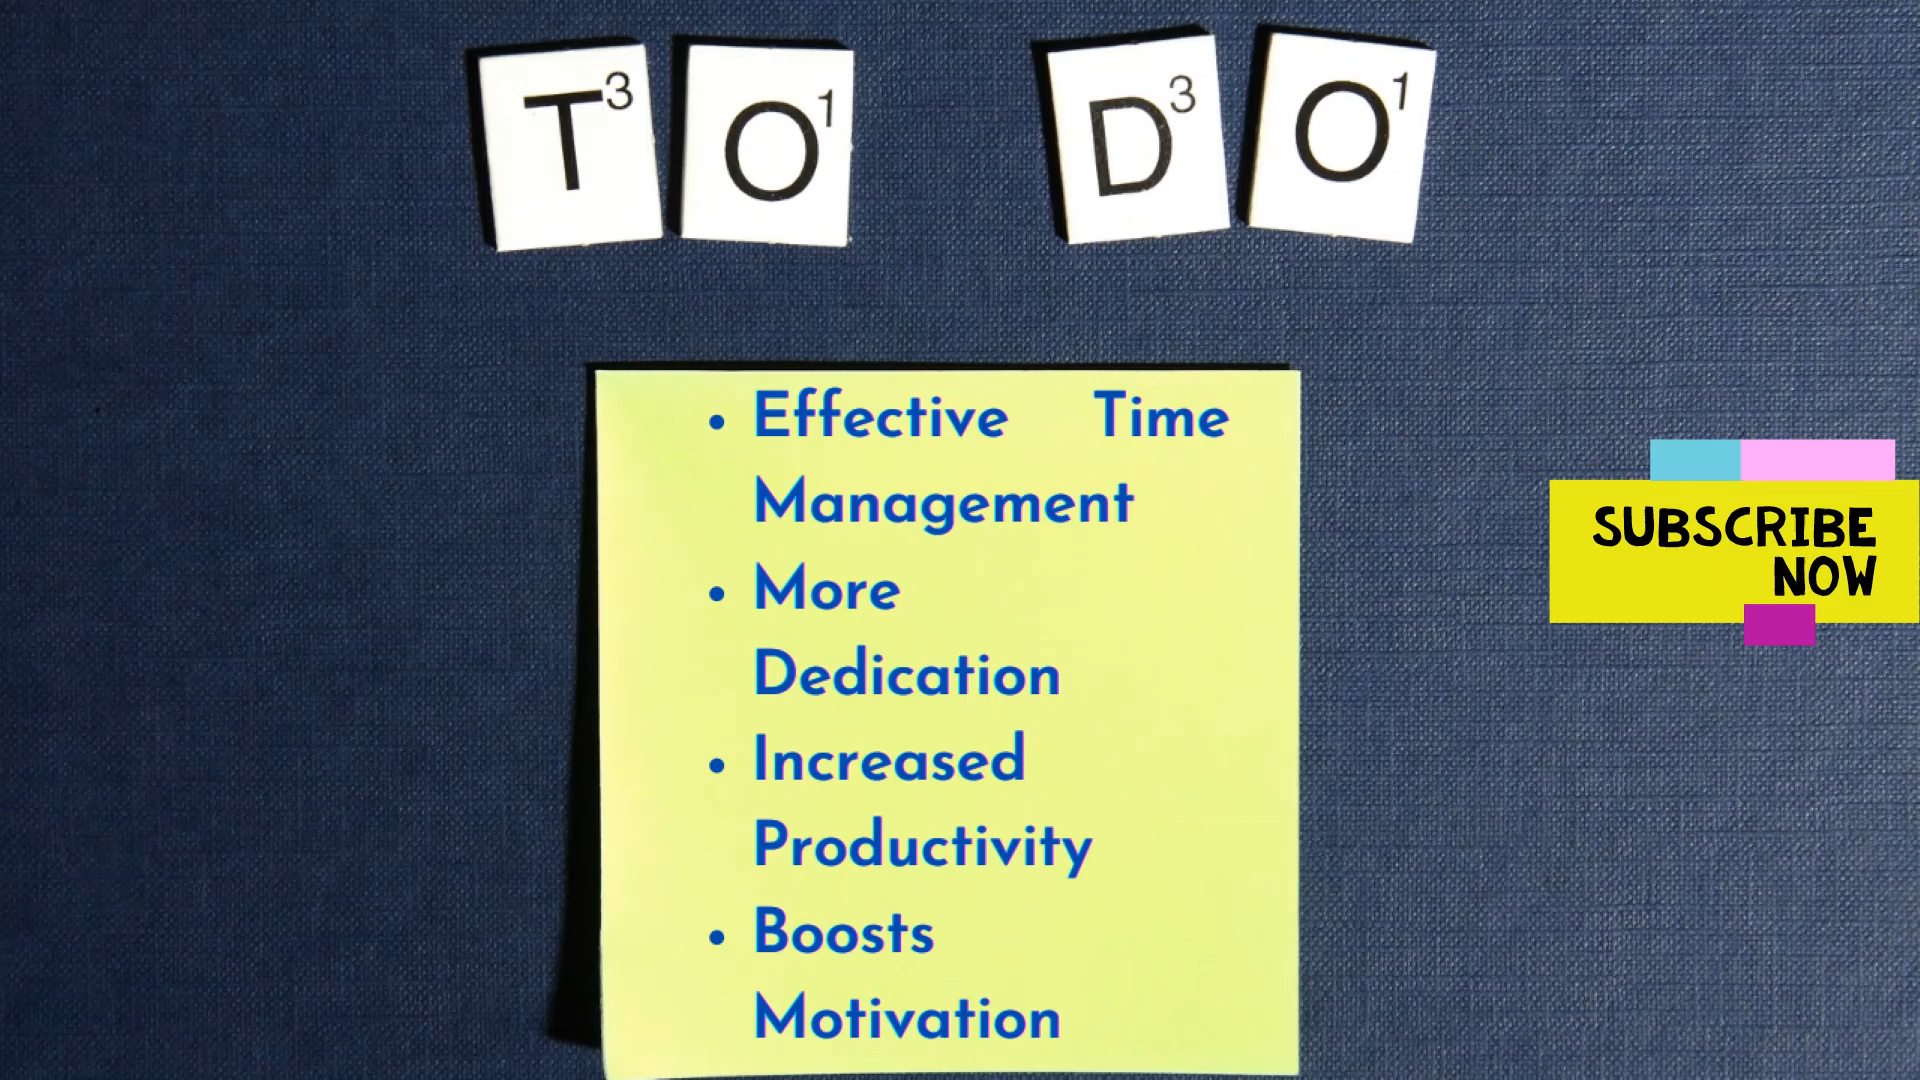 T3 O1 D3 O1
• Effective Time
Management
• More
Dedication
• Increased
Productivity
• Boosts
Motivation
SUBSCRIBE
NOW